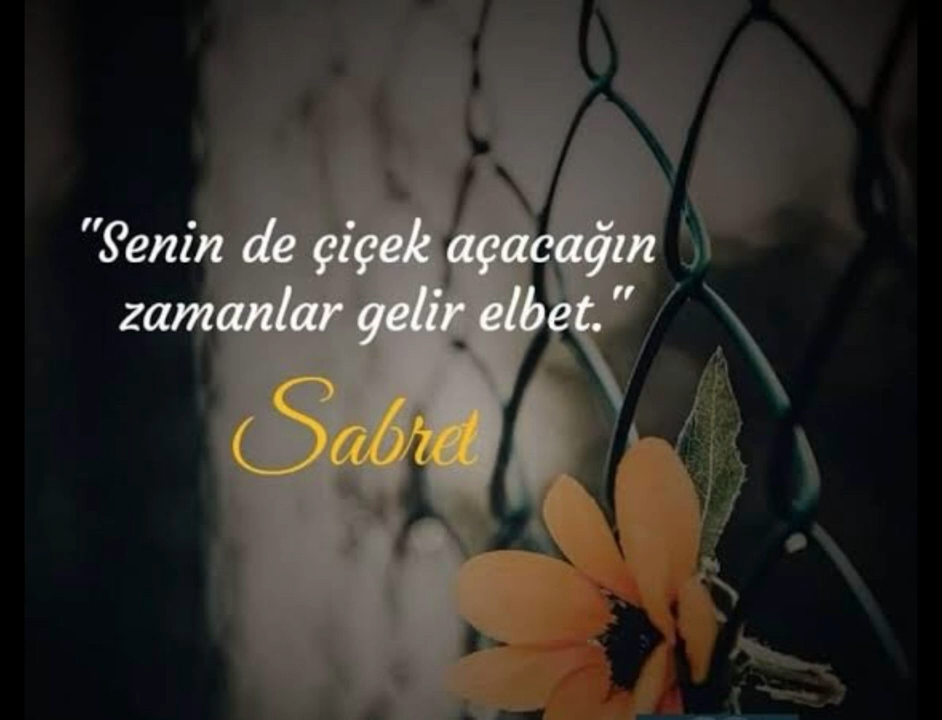 "Senin de çiçek açacağın
zamanlar gelir elbet."
Sabret